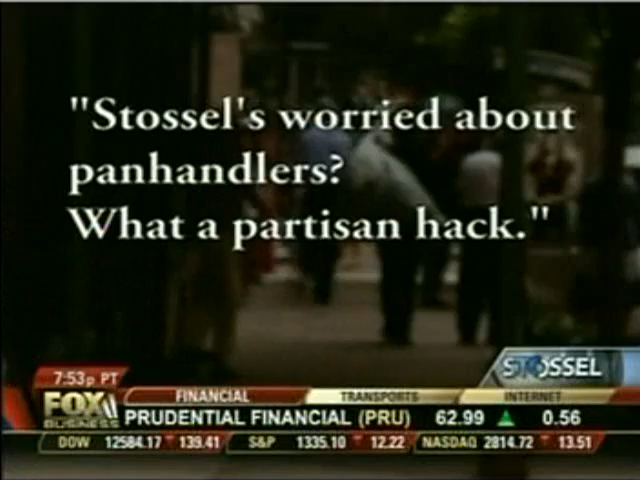 "Stossel's worried about
panhandlers?
What a partisan hack."
STOSSEL
7:53p PT
FINANCIAL TRANSPORTS INTERNET
FOX
BUSINESS
PRUDENTIAL FINANCIAL (PRU) 62.99 ▲ 0.56
DOW 12584.17 ▼ 139.41 S&P 1335.10 ▼ 12.22 NASDAQ 2814.72 ▼ 13.51